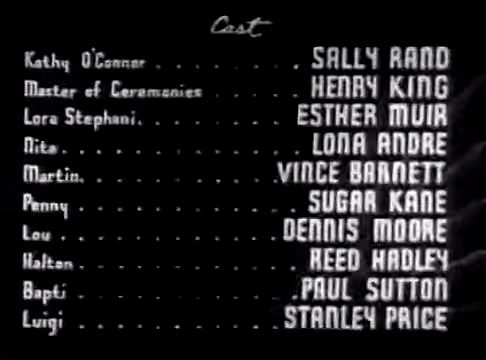 Cast
Kathy O'Connor . . . . . . . . SALLY RAND
Master of Ceremonies . . . . . HENRY KING
Lora Stephani. . . . . . . . . ESTHER MUIR
Nita. . . . . . . . . . . . . LONA ANDRE
Martin. . . . . . . . . . . . VINCE BARNETT
Penny . . . . . . . . . . . . SUGAR KANE
Lou . . . . . . . . . . . . . DENNIS MOORE
Halton . . . . . . . . . . . . REED HADLEY
Bapti . . . . . . . . . . . . PAUL SUTTON
Luigi . . . . . . . . . . . . STANLEY PRICE